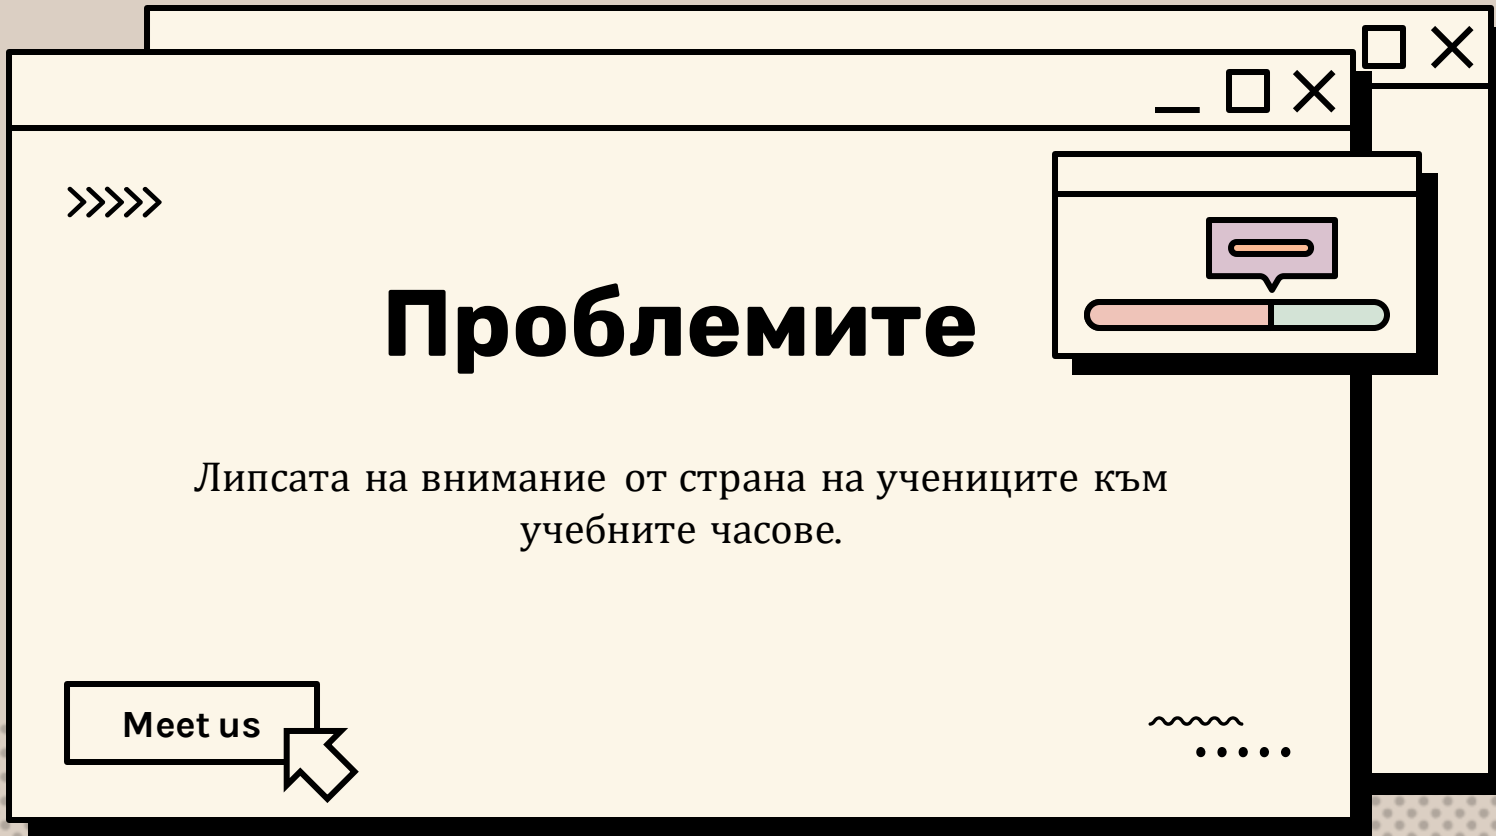 Проблемите
Липсата на внимание от страна на учениците към
учебните часове.
Meet us